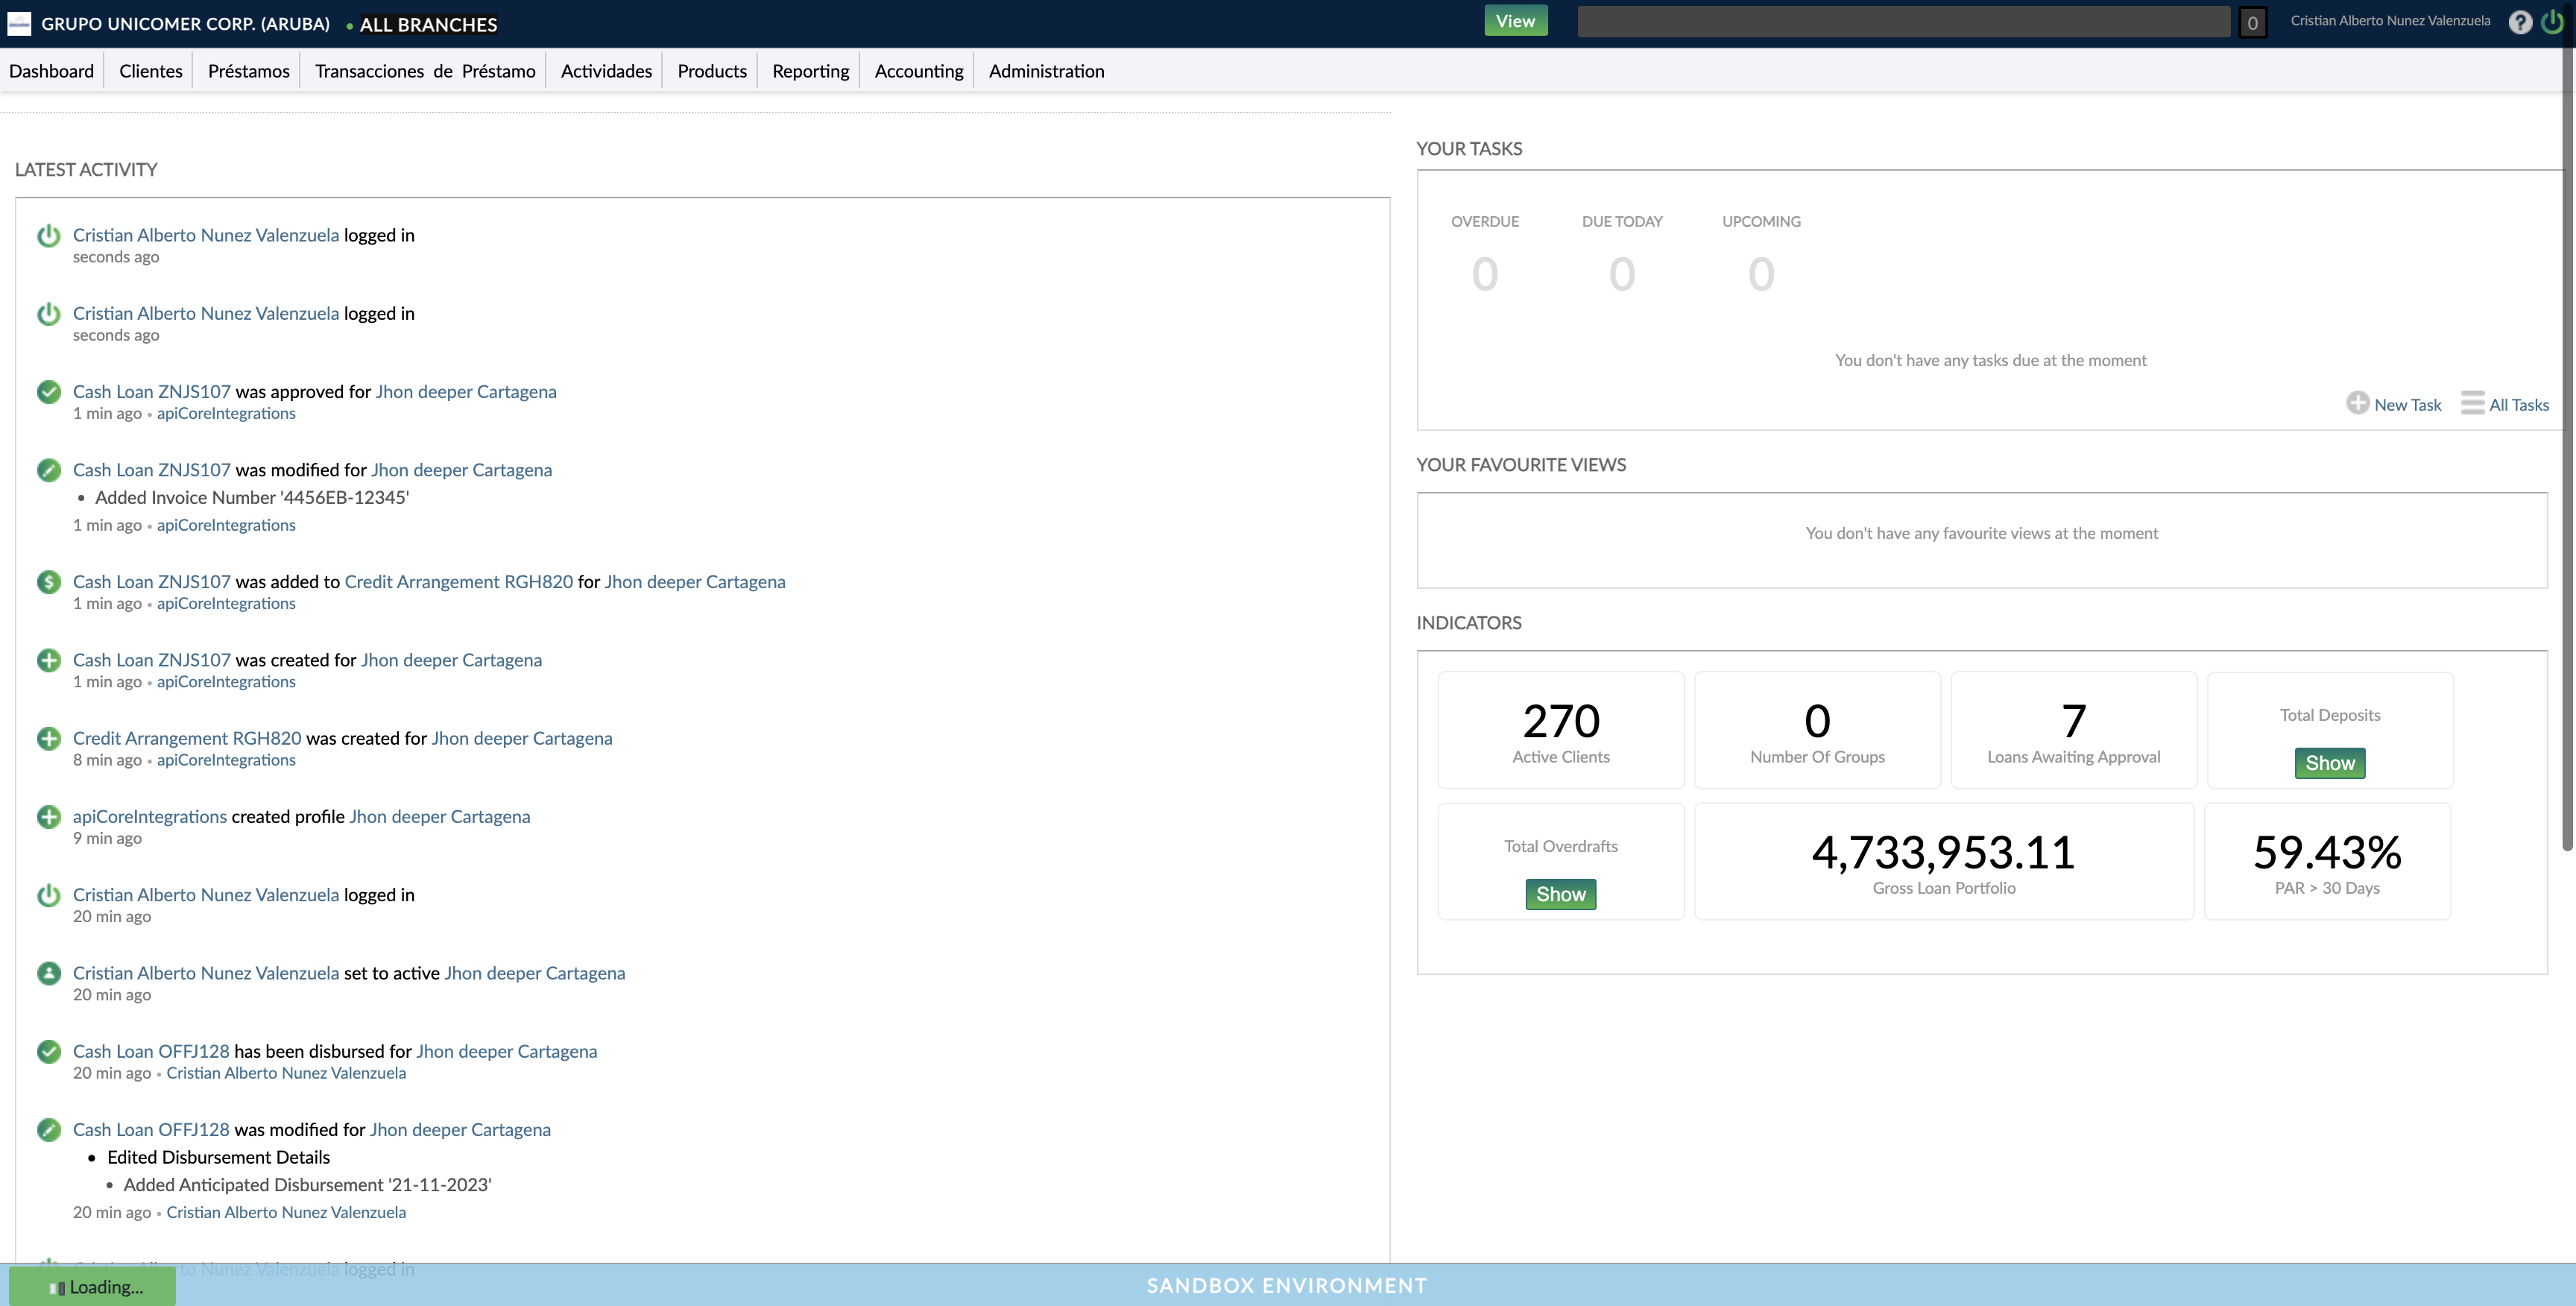 GRUPO UNICOMER CORP. (ARUBA) • ALL BRANCHES
View
0
Cristian Alberto Nunez Valenzuela
?
Dashboard Clientes Préstamos Transacciones de Préstamo Actividades Products Reporting Accounting Administration
LATEST ACTIVITY
Cristian Alberto Nunez Valenzuela logged in
seconds ago
Cristian Alberto Nunez Valenzuela logged in
seconds ago
Cash Loan ZNJS107 was approved for Jhon deeper Cartagena
1 min ago • apiCoreIntegrations
Cash Loan ZNJS107 was modified for Jhon deeper Cartagena
• Added Invoice Number '4456EB-12345'
1 min ago • apiCoreIntegrations
Cash Loan ZNJS107 was added to Credit Arrangement RGH820 for Jhon deeper Cartagena
1 min ago • apiCoreIntegrations
Cash Loan ZNJS107 was created for Jhon deeper Cartagena
1 min ago • apiCoreIntegrations
Credit Arrangement RGH820 was created for Jhon deeper Cartagena
8 min ago • apiCoreIntegrations
apiCoreIntegrations created profile Jhon deeper Cartagena
9 min ago
Cristian Alberto Nunez Valenzuela logged in
20 min ago
Cristian Alberto Nunez Valenzuela set to active Jhon deeper Cartagena
20 min ago
Cash Loan OFFJ128 has been disbursed for Jhon deeper Cartagena
20 min ago • Cristian Alberto Nunez Valenzuela
Cash Loan OFFJ128 was modified for Jhon deeper Cartagena
• Edited Disbursement Details
• Added Anticipated Disbursement '21-11-2023'
20 min ago • Cristian Alberto Nunez Valenzuela
Nunez Valenzuela logged in
YOUR TASKS
OVERDUE DUE TODAY UPCOMING
0 0 0
You don't have any tasks due at the moment
New Task All Tasks
YOUR FAVOURITE VIEWS
You don't have any favourite views at the moment
INDICATORS
270
Active Clients
0
Number Of Groups
7
Loans Awaiting Approval
Total Deposits
Show
Total Overdrafts
Show
4,733,953.11
Gross Loan Portfolio
59.43%
PAR > 30 Days
Loading...
SANDBOX ENVIRONMENT